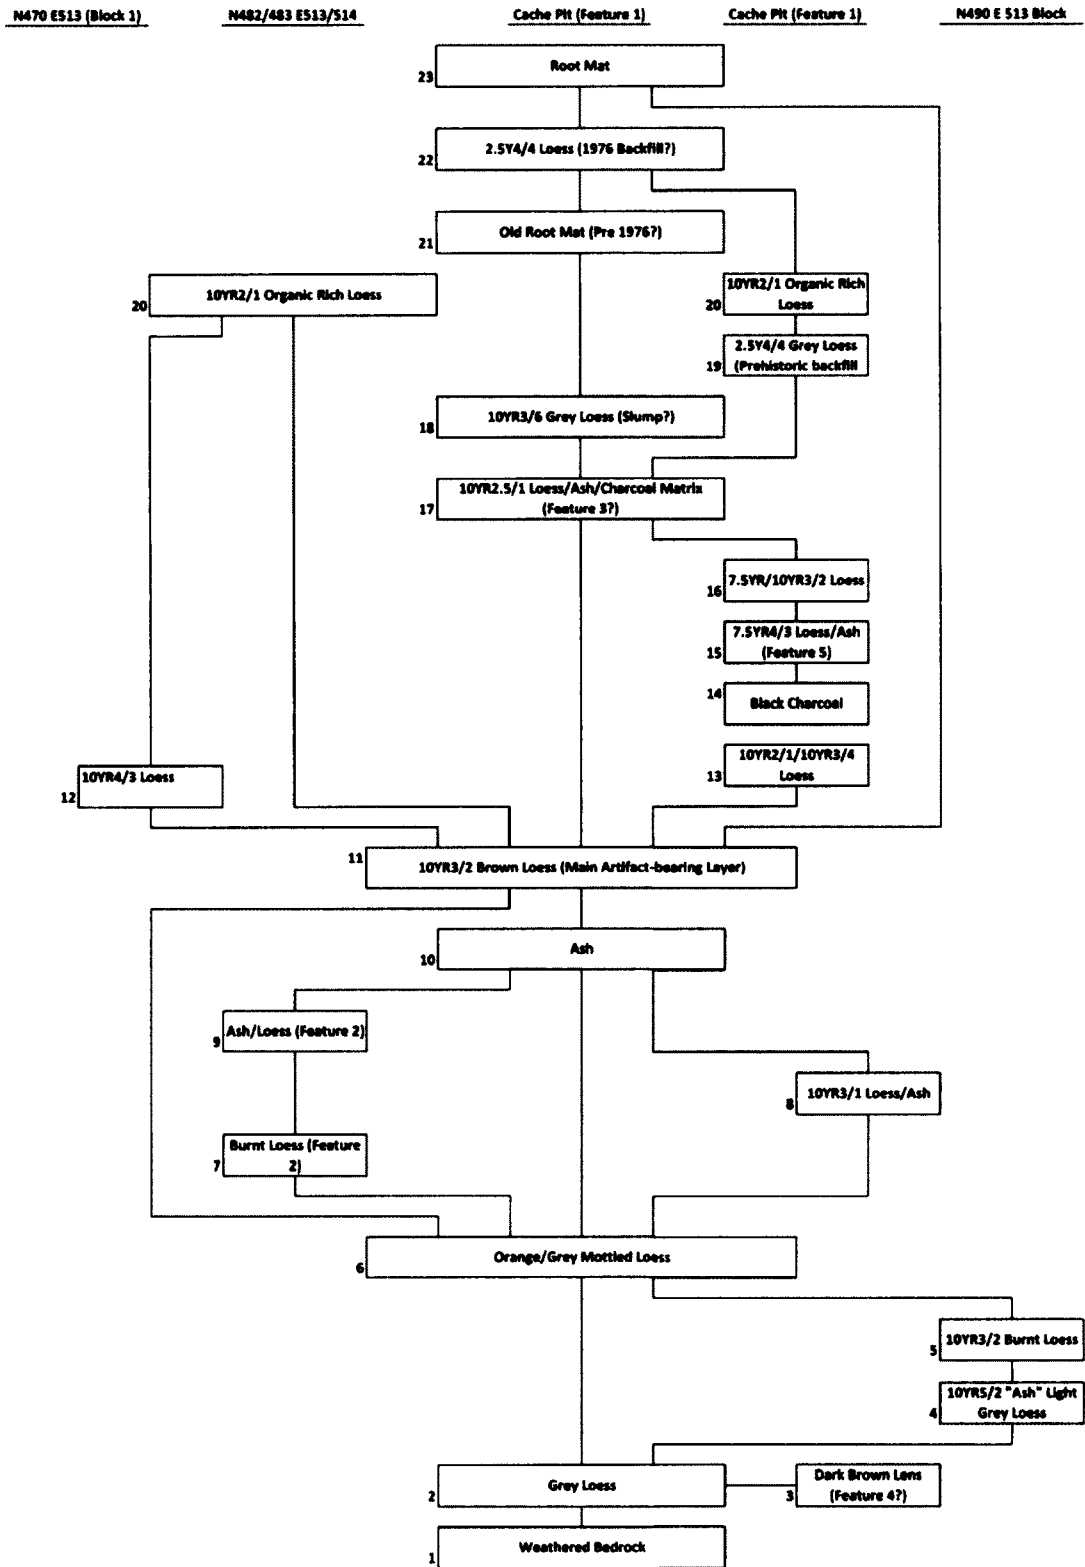 N470 E513 (Block 1)
N482/483 E513/514
Cache Pit (Feature 1)
Cache Pit (Feature 1)
N490 E 513 Block
Root Mat
23
2.5Y4/4 Loess (1976 Backfill?)
22
Old Root Mat (Pre 1976?)
21
10YR2/1 Organic Rich Loess
20
10YR2/1 Organic Rich
Loess
20
2.5Y4/4 Grey Loess
(Prehistoric backfill
19
10YR3/6 Grey Loess (Slump?)
18
10YR2.5/1 Loess/Ash/Charcoal Matrix
(Feature 3?)
17
7.5YR/10YR3/2 Loess
16
7.5YR4/3 Loess/Ash
(Feature 5)
15
14
Black Charcoal
10YR2/1/10YR3/4
Loess
13
10YR4/3 Loess
12
11
10YR3/2 Brown Loess (Main Artifact-bearing Layer)
Ash
10
Ash/Loess (Feature 2)
9
10YR3/1 Loess/Ash
8
Burnt Loess (Feature
2)
7
Orange/Grey Mottled Loess
6
10YR3/2 Burnt Loess
5
10YR5/2 "Ash" Light
Grey Loess
4
Grey Loess
2
Dark Brown Lens
(Feature 4?)
3
Weathered Bedrock
1